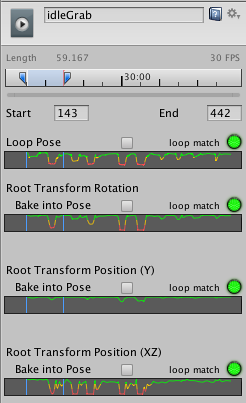 idleGrab
Length 59.167 30 FPS
30:00
Start 143 End 442
Loop Pose loop match
Root Transform Rotation
Bake into Pose loop match
Root Transform Position (Y)
Bake into Pose loop match
Root Transform Position (XZ)
Bake into Pose loop match